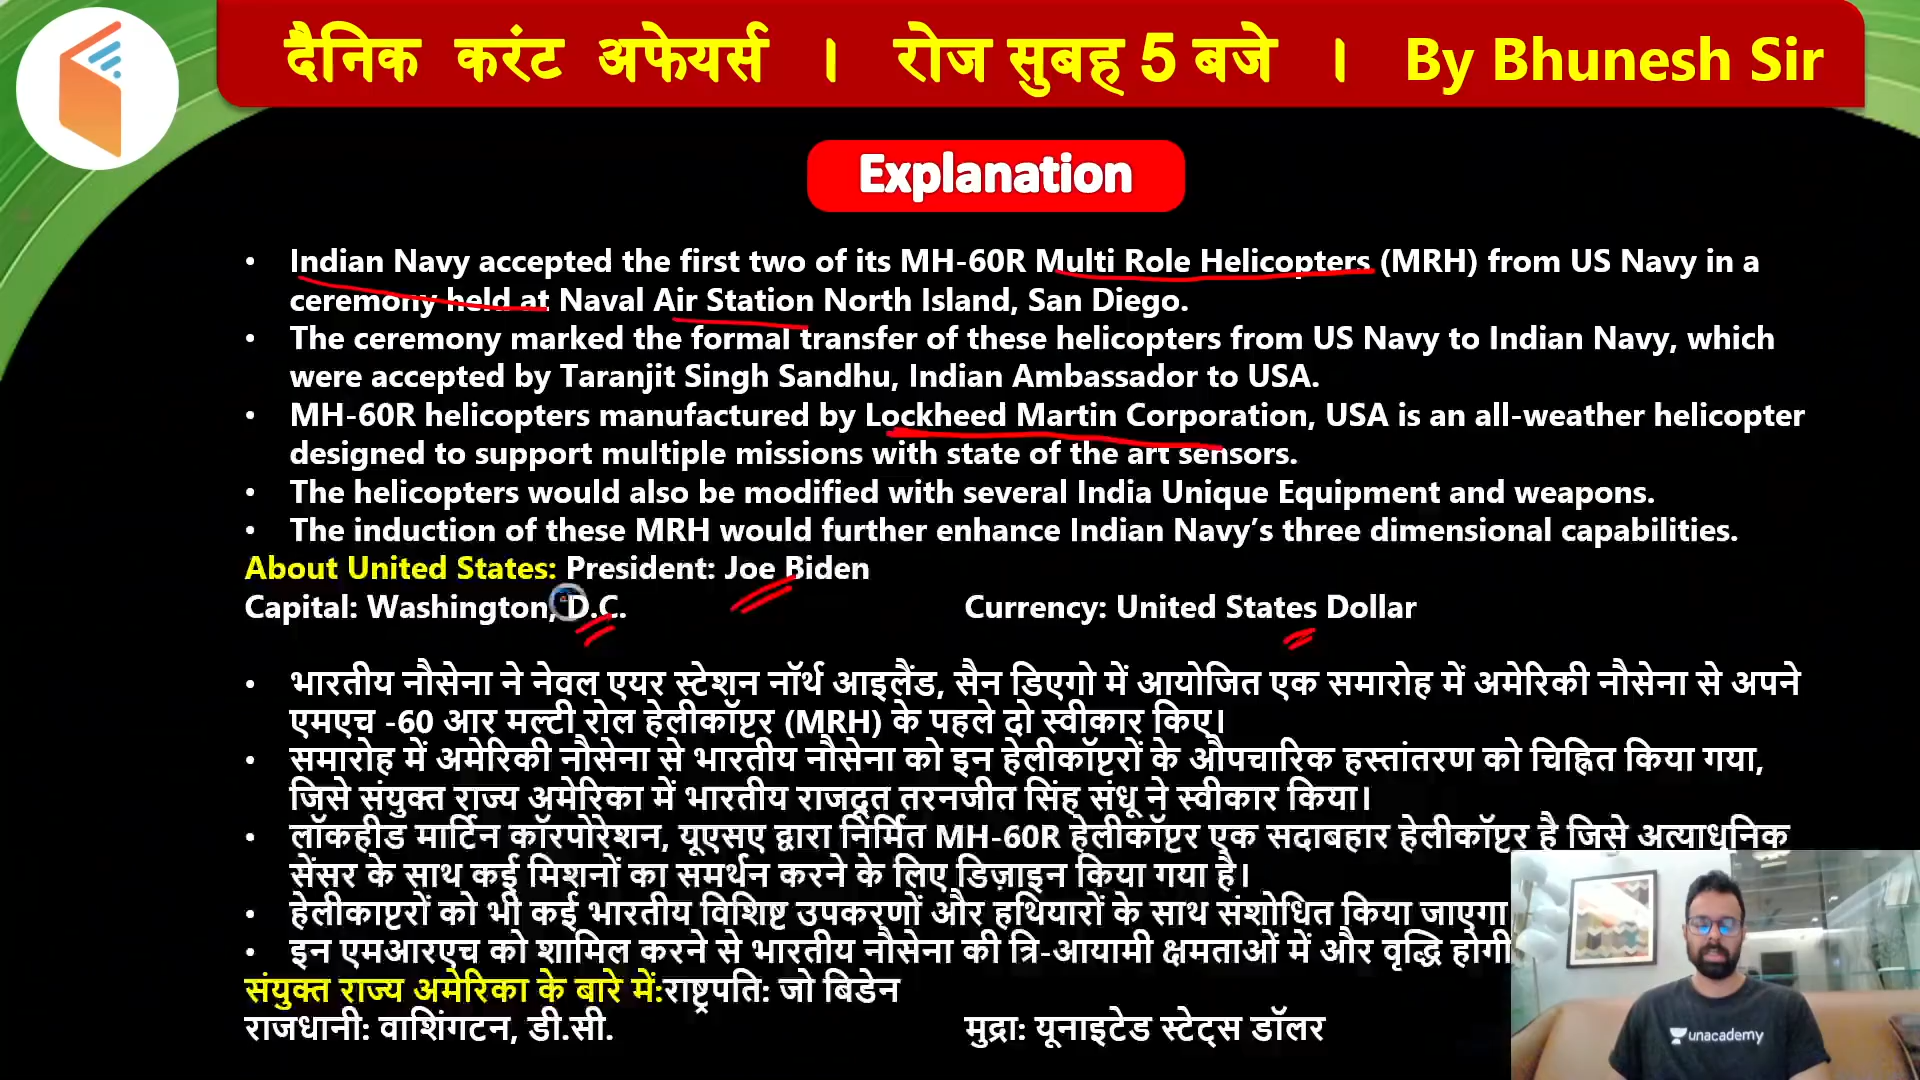 दैनिक करंट अफेयर्स । रोज सुबह 5 बजे । By Bhunesh Sir
Explanation
• Indian Navy accepted the first two of its MH-60R Multi Role Helicopters (MRH) from US Navy in a
ceremony held at Naval Air Station North Island, San Diego.
• The ceremony marked the formal transfer of these helicopters from US Navy to Indian Navy, which
were accepted by Taranjit Singh Sandhu, Indian Ambassador to USA.
• MH-60R helicopters manufactured by Lockheed Martin Corporation, USA is an all-weather helicopter
designed to support multiple missions with state of the art sensors.
• The helicopters would also be modified with several India Unique Equipment and weapons.
• The induction of these MRH would further enhance Indian Navy’s three dimensional capabilities.
About United States: President: Joe Biden
Capital: Washington, D.C. Currency: United States Dollar
• भारतीय नौसेना ने नेवल एयर स्टेशन नॉर्थ आइलैंड, सैन डिएगो में आयोजित एक समारोह में अमेरिकी नौसेना से अपने
एमएच -60 आर मल्टी रोल हेलीकॉप्टर (MRH) के पहले दो स्वीकार किए।
• समारोह में अमेरिकी नौसेना से भारतीय नौसेना को इन हेलीकॉप्टरों के औपचारिक हस्तांतरण को चिह्नित किया गया,
जिसे संयुक्त राज्य अमेरिका में भारतीय राजदूत तरनजीत सिंह संधू ने स्वीकार किया।
• लॉकहीड मार्टिन कॉरपोरेशन, यूएसए द्वारा निर्मित MH-60R हेलीकॉप्टर एक सदाबहार हेलीकॉप्टर है जिसे अत्याधुनिक
सेंसर के साथ कई मिशनों का समर्थन करने के लिए डिज़ाइन किया गया है।
• हेलीकाप्टरों को भी कई भारतीय विशिष्ट उपकरणों और हथियारों के साथ संशोधित किया जाएगा
• इन एमआरएच को शामिल करने से भारतीय नौसेना की त्रि-आयामी क्षमताओं में और वृद्धि होगी
संयुक्त राज्य अमेरिका के बारे में:राष्ट्रपति: जो बिडेन
राजधानी: वाशिंगटन, डी.सी. मुद्रा: यूनाइटेड स्टेट्स डॉलर
unacademy